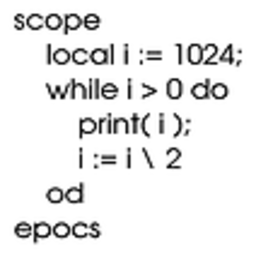 scope
local i := 1024;
while i > 0 do
print( i );
i := i \ 2
od
epocs